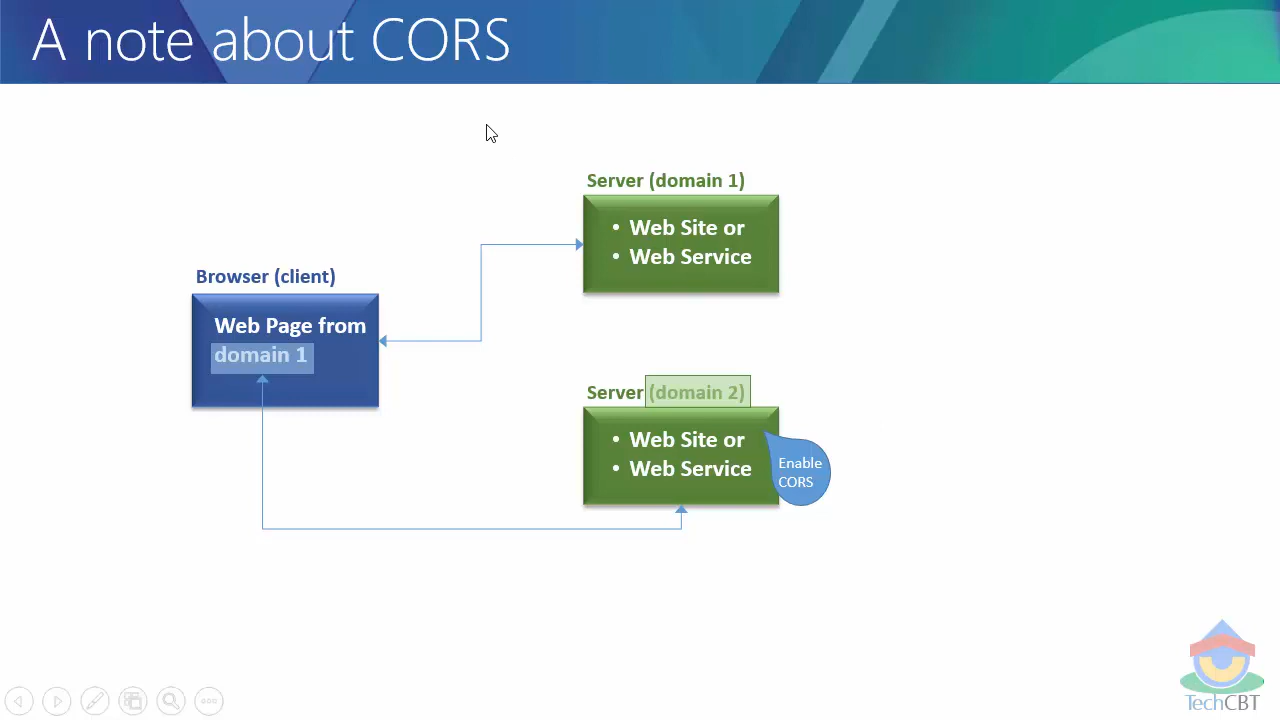 A note about CORS
Server (domain 1)
• Web Site or
• Web Service
Browser (client)
Web Page from
domain 1
Server (domain 2)
• Web Site or
• Web Service
Enable
CORS
TechCBT